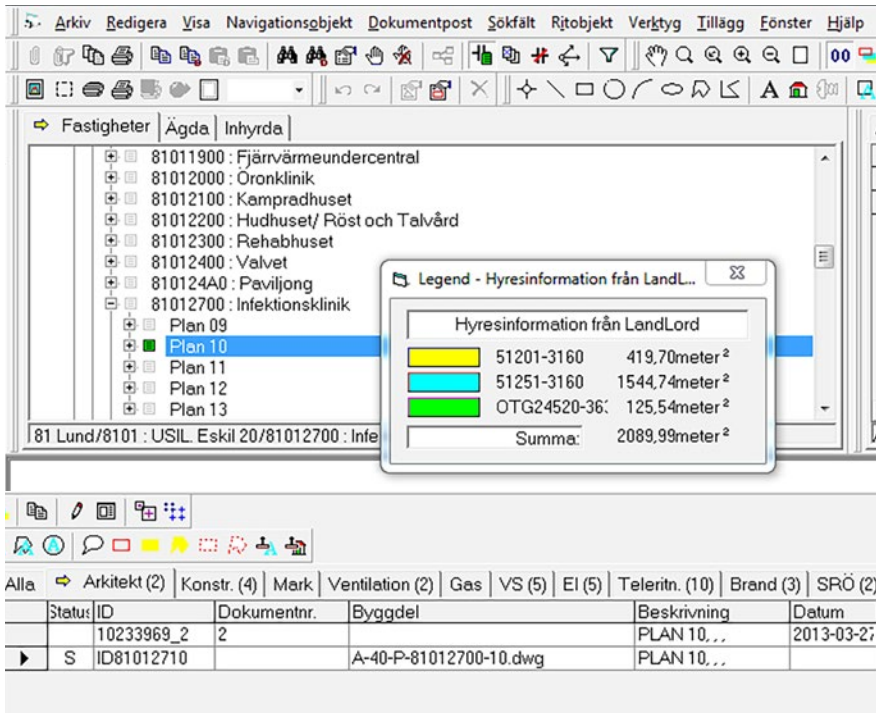 Arkiv Redigera Visa Navigationsobjekt Dokumentpost Sökfält Ritobjekt Verktyg Tillägg Fönster Hjälp
Fastigheter Ägda Inhyrda
81011900 : Fjärrvärmeundercentral
81012000 : Öronklinik
81012100 : Kampradhuset
81012200 : Hudhuset/ Röst och Talvård
81012300 : Rehabhuset
81012400 : Valvet
810124A0 : Paviljong
81012700 : Infektionsklinik
Plan 09
Plan 10
Plan 11
Plan 12
Plan 13
81 Lund/8101 : USIL. Eskil 20/81012700 : Infe
Legend - Hyresinformation från LandL...
Hyresinformation från LandLord
51201-3160 419,70meter²
51251-3160 1544,74meter²
OTG24520-36 125,54meter²
Summa: 2089,99meter²
Alla Arkitekt (2) Konstr. (4) Mark Ventilation (2) Gas VS (5) El (5) Teleritn. (10) Brand (3) SRÖ (2)
Status ID Dokumentnr. Byggdel Beskrivning Datum
10233969_2 2 PLAN 10, , , 2013-03-27
S ID81012710 A-40-P-81012700-10.dwg PLAN 10, , ,